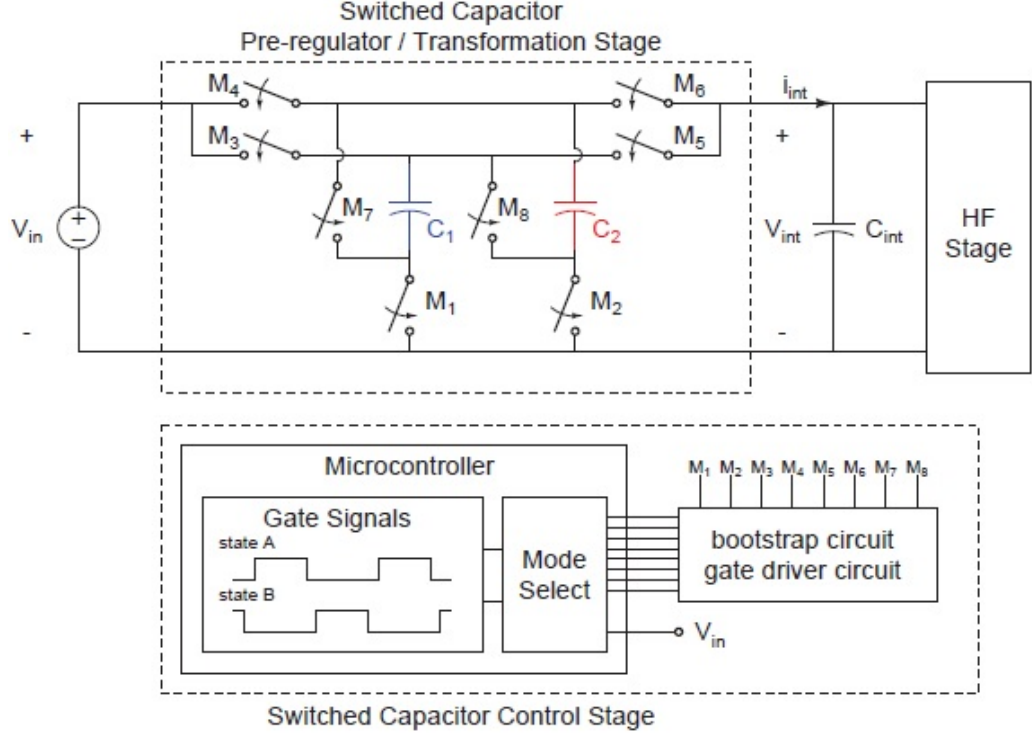 Switched Capacitor
Pre-regulator / Transformation Stage
M4
M6
iint
+
M3
M5
+
Vin
+
−
M7
C1
M8
C2
Vint
Cint
HF
Stage
M1
M2
-
-
Microcontroller
M1 M2 M3 M4 M5 M6 M7 M8
Gate Signals
state A
state B
Mode
Select
bootstrap circuit
gate driver circuit
Vin
Switched Capacitor Control Stage